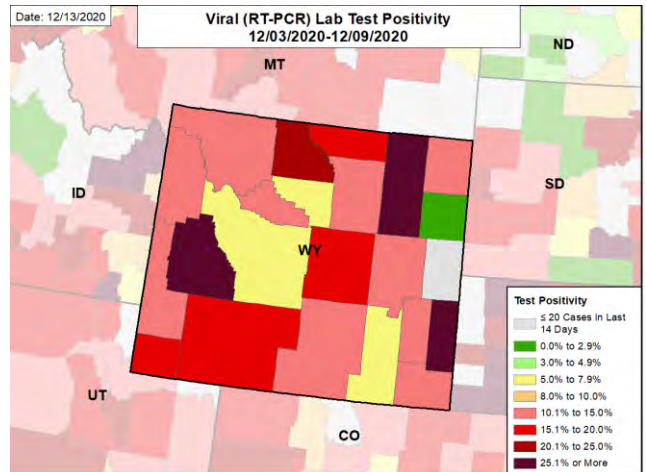 Date: 12/13/2020
Viral (RT-PCR) Lab Test Positivity
12/03/2020-12/09/2020
ND
MT
ID
SD
WY
UT
CO
Test Positivity
≤ 20 Cases in Last
14 Days
0.0% to 2.9%
3.0% to 4.9%
5.0% to 7.9%
8.0% to 10.0%
10.1% to 15.0%
15.1% to 20.0%
20.1% to 25.0%
25.1% or More